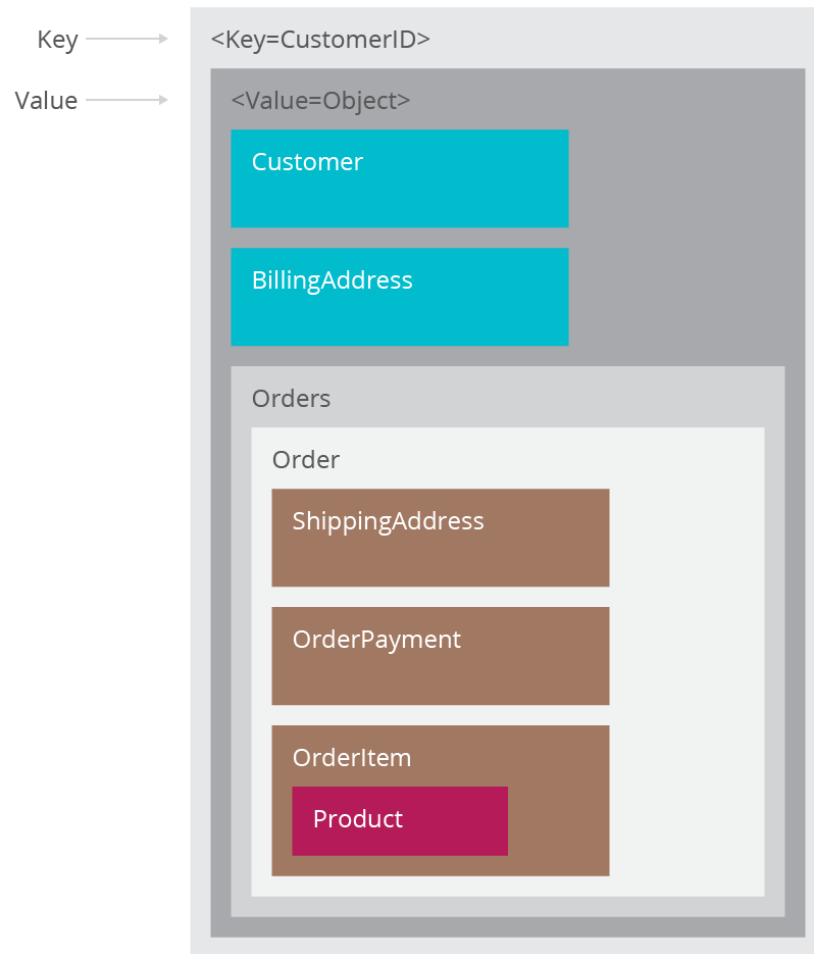 Key
<Key=CustomerID>
Value
<Value=Object>
Customer
BillingAddress
Orders
Order
ShippingAddress
OrderPayment
OrderItem
Product